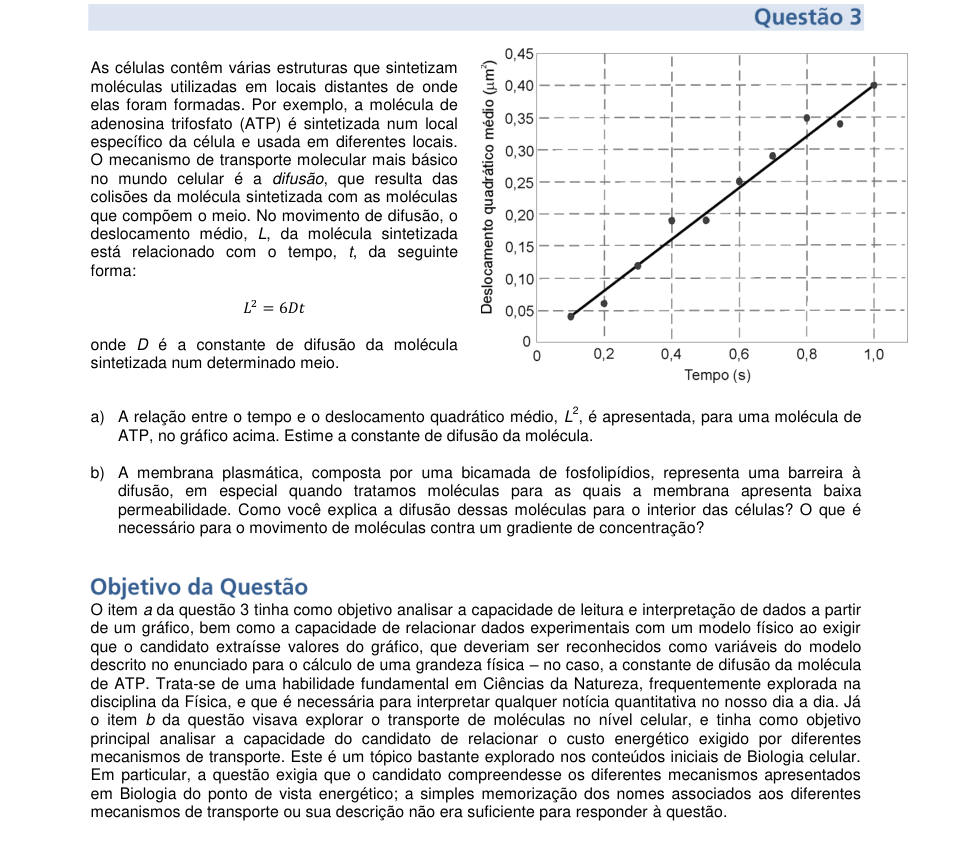 Questão 3
As células contêm várias estruturas que sintetizam
moléculas utilizadas em locais distantes de onde
elas foram formadas. Por exemplo, a molécula de
adenosina trifosfato (ATP) é sintetizada num local
específico da célula e usada em diferentes locais.
O mecanismo de transporte molecular mais básico
no mundo celular é a difusão, que resulta das
colisões da molécula sintetizada com as moléculas
que compõem o meio. No movimento de difusão, o
deslocamento médio, L, da molécula sintetizada
está relacionado com o tempo, t, da seguinte
forma:
L² = 6Dt
onde D é a constante de difusão da molécula
sintetizada num determinado meio.
Deslocamento quadrático médio (µm²)
0,45
0,40
0,35
0,30
0,25
0,20
0,15
0,10
0,05
0
0 0,2 0,4 0,6 0,8 1,0
Tempo (s)
a) A relação entre o tempo e o deslocamento quadrático médio, L², é apresentada, para uma molécula de
ATP, no gráfico acima. Estime a constante de difusão da molécula.
b) A membrana plasmática, composta por uma bicamada de fosfolipídios, representa uma barreira à
difusão, em especial quando tratamos moléculas para as quais a membrana apresenta baixa
permeabilidade. Como você explica a difusão dessas moléculas para o interior das células? O que é
necessário para o movimento de moléculas contra um gradiente de concentração?
Objetivo da Questão
O item a da questão 3 tinha como objetivo analisar a capacidade de leitura e interpretação de dados a partir
de um gráfico, bem como a capacidade de relacionar dados experimentais com um modelo físico ao exigir
que o candidato extraísse valores do gráfico, que deveriam ser reconhecidos como variáveis do modelo
descrito no enunciado para o cálculo de uma grandeza física – no caso, a constante de difusão da molécula
de ATP. Trata-se de uma habilidade fundamental em Ciências da Natureza, frequentemente explorada na
disciplina da Física, e que é necessária para interpretar qualquer notícia quantitativa no nosso dia a dia. Já
o item b da questão visava explorar o transporte de moléculas no nível celular, e tinha como objetivo
principal analisar a capacidade do candidato de relacionar o custo energético exigido por diferentes
mecanismos de transporte. Este é um tópico bastante explorado nos conteúdos iniciais de Biologia celular.
Em particular, a questão exigia que o candidato compreendesse os diferentes mecanismos apresentados
em Biologia do ponto de vista energético; a simples memorização dos nomes associados aos diferentes
mecanismos de transporte ou sua descrição não era suficiente para responder à questão.